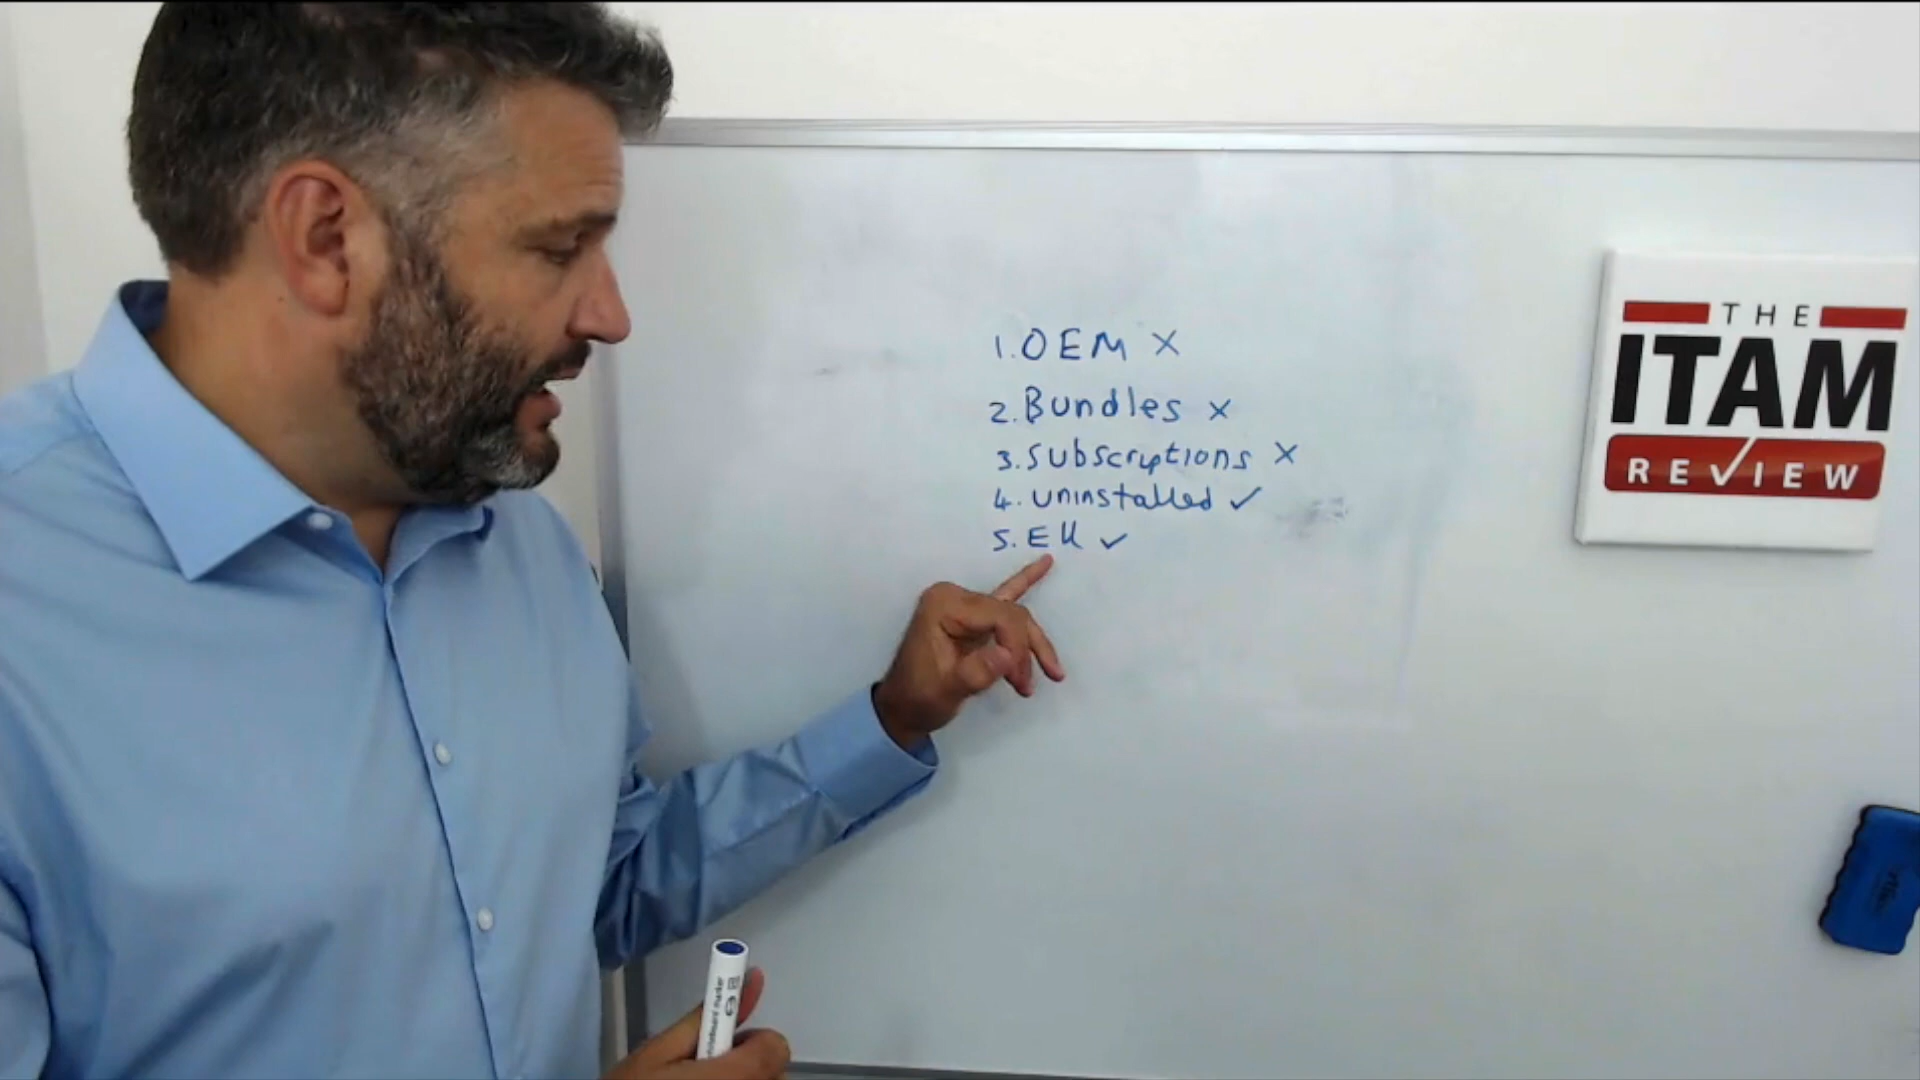 1. OEM X
2. Bundles X
3. Subscriptions X
4. Uninstalled ✓
5. EU ✓
THE
ITAM
REVIEW